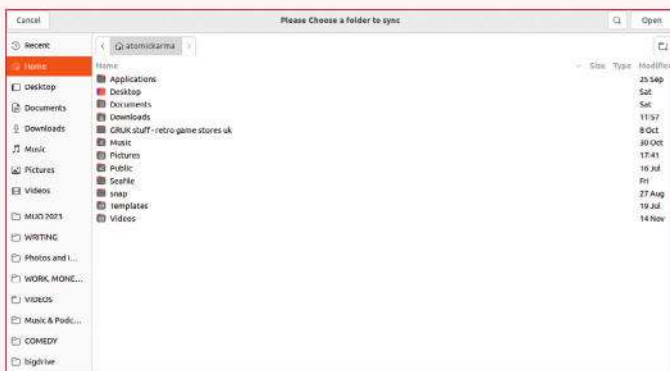 Cancel
Please Choose a folder to sync
Open
Recent
Home
Desktop
Documents
Downloads
Music
Pictures
Videos
MUO 2023
WRITING
Photos and i...
WORK, MONE...
VIDEOS
Music & Podc...
COMEDY
bigdrive
atomickarma
Name Size Type Modified
Applications 25 Sep
Desktop Sat
Documents Sat
Downloads 11:57
GRUK stuff - retro game stores uk 8 Oct
Music 30 Oct
Pictures 17:41
Public 16 Jul
Seafile Fri
snap 27 Aug
Templates 19 Jul
Videos 14 Nov